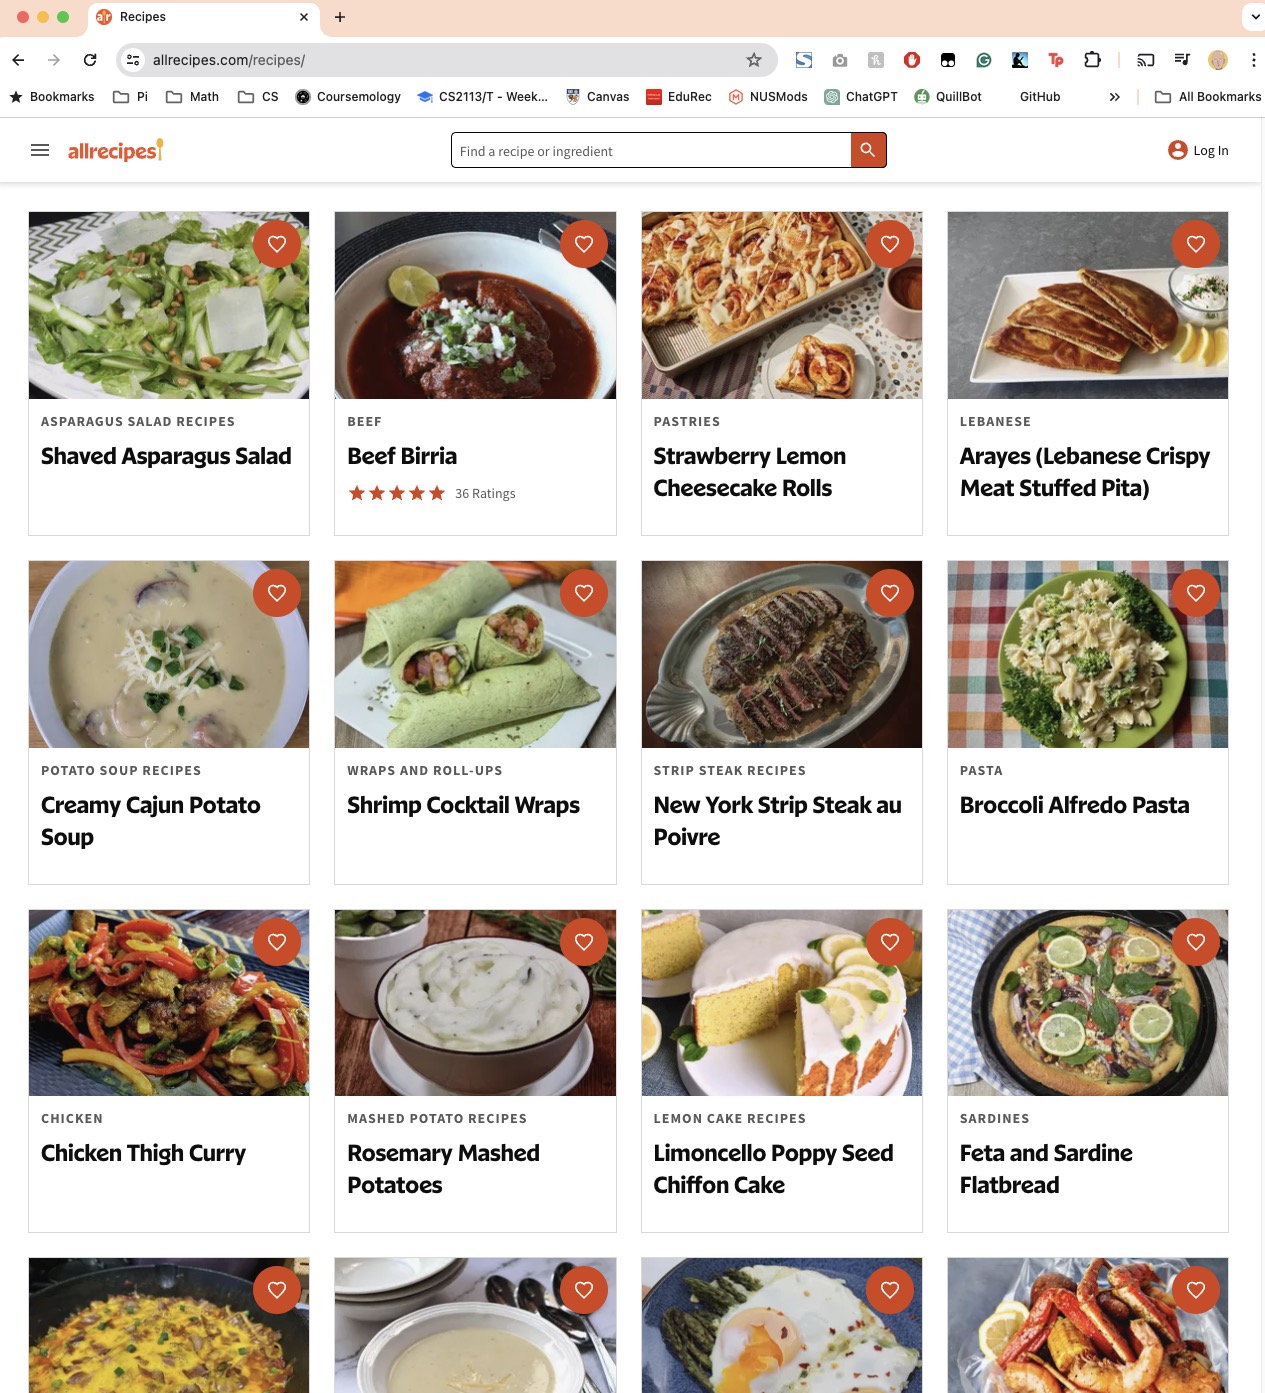 Recipes
allrecipes.com/recipes/
Bookmarks Pi Math CS Coursemology CS2113/T - Week... Canvas EduRec NUSMods ChatGPT QuillBot GitHub » All Bookmarks
allrecipes!
Find a recipe or ingredient
Log In
ASPARAGUS SALAD RECIPES
Shaved Asparagus Salad
BEEF
Beef Birria
36 Ratings
PASTRIES
Strawberry Lemon
Cheesecake Rolls
LEBANESE
Arayes (Lebanese Crispy
Meat Stuffed Pita)
POTATO SOUP RECIPES
Creamy Cajun Potato
Soup
WRAPS AND ROLL-UPS
Shrimp Cocktail Wraps
STRIP STEAK RECIPES
New York Strip Steak au
Poivre
PASTA
Broccoli Alfredo Pasta
CHICKEN
Chicken Thigh Curry
MASHED POTATO RECIPES
Rosemary Mashed
Potatoes
LEMON CAKE RECIPES
Limoncello Poppy Seed
Chiffon Cake
SARDINES
Feta and Sardine
Flatbread